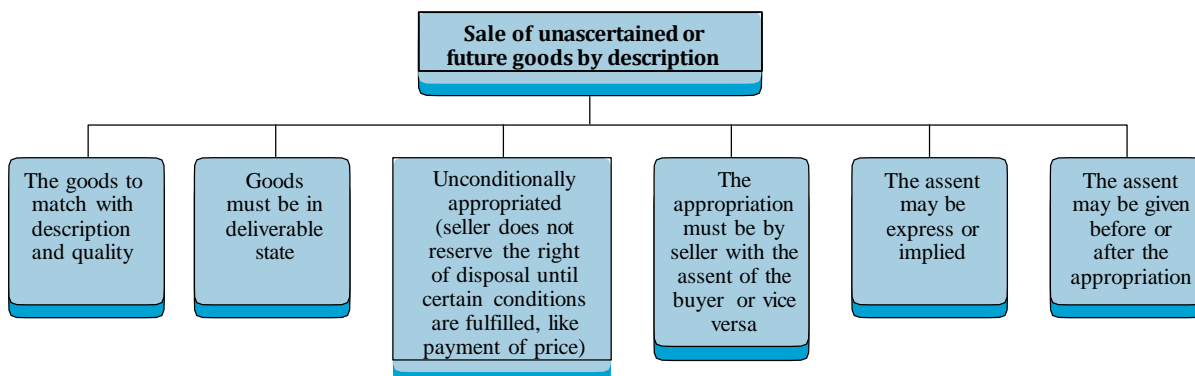 Sale of unascertained or
future goods by description
The goods to
match with
description
and quality
Goods
must be in
deliverable
state
Unconditionally
appropriated
(seller does not
reserve the right
of disposal until
certain conditions
are fulfilled, like
payment of price)
The
appropriation
must be by
seller with the
assent of the
buyer or vice
versa
The assent
may be
express or
implied
The assent
may be given
before or
after the
appropriation